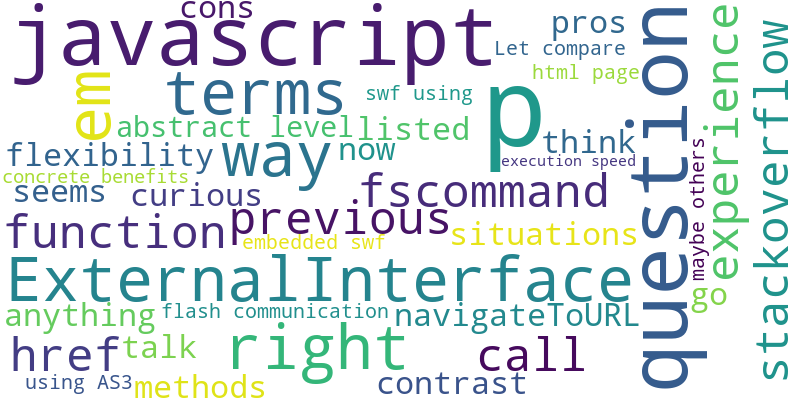 cons
javascript
pros
Let compare
html page
em
terms
swf using
p
question
experience
stackoverflow
abstract level
listed
think
flexibility
way
now
execution speed
concrete benefits
seems
curious
fscommand
maybe others
function
previous
embedded swf
situations
ExternalInterface
go
anything
flash communication
navigateToURL
href
talk
right
call
using AS3
methods
contrast